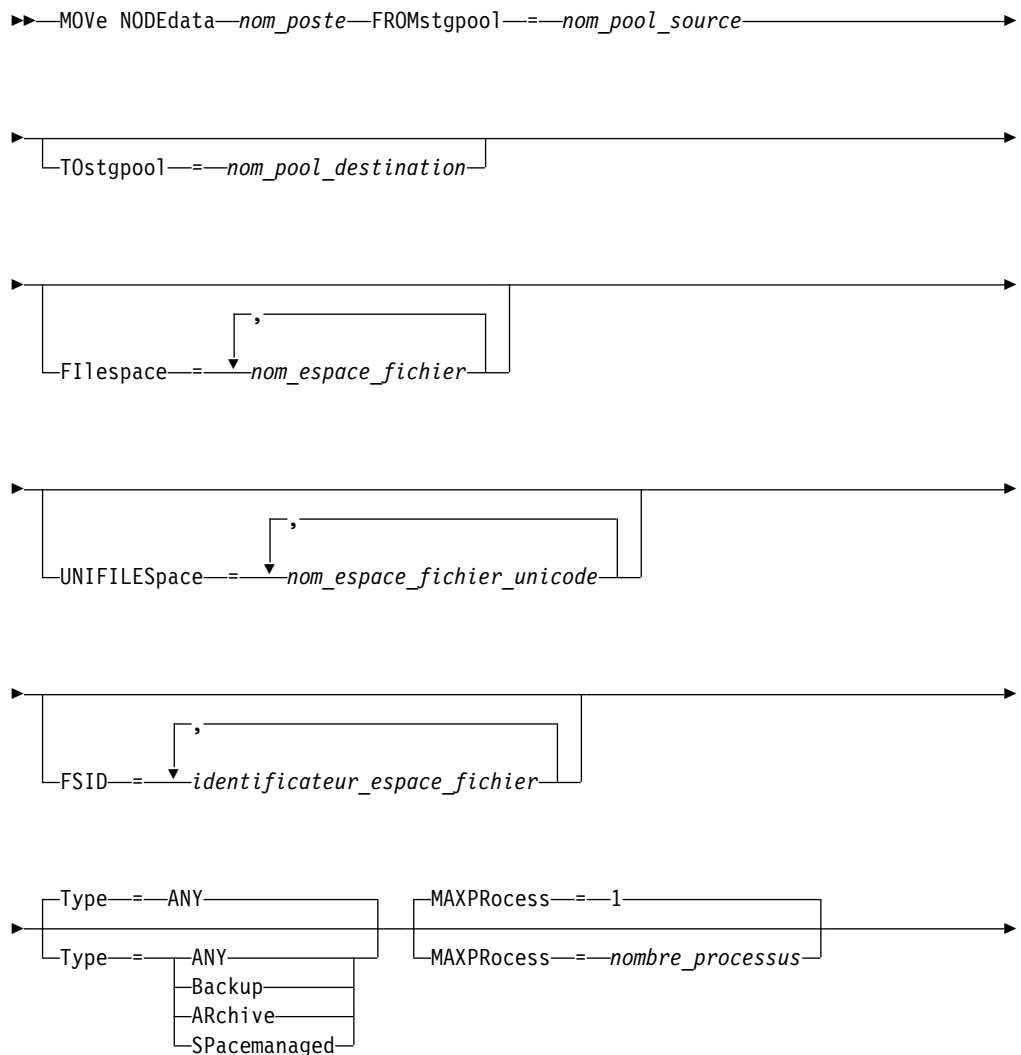 MOVe NODEdata nom_poste FROMstgpool = nom_pool_source
TOstgpool = nom_pool_destination
,
FIlespace = nom_espace_fichier
,
UNIFILESpace = nom_espace_fichier_unicode
,
FSID = identificateur_espace_fichier
Type = ANY MAXPRocess = 1
Type = ANY MAXPRocess = nombre_processus
Backup
ARchive
SPacemanaged